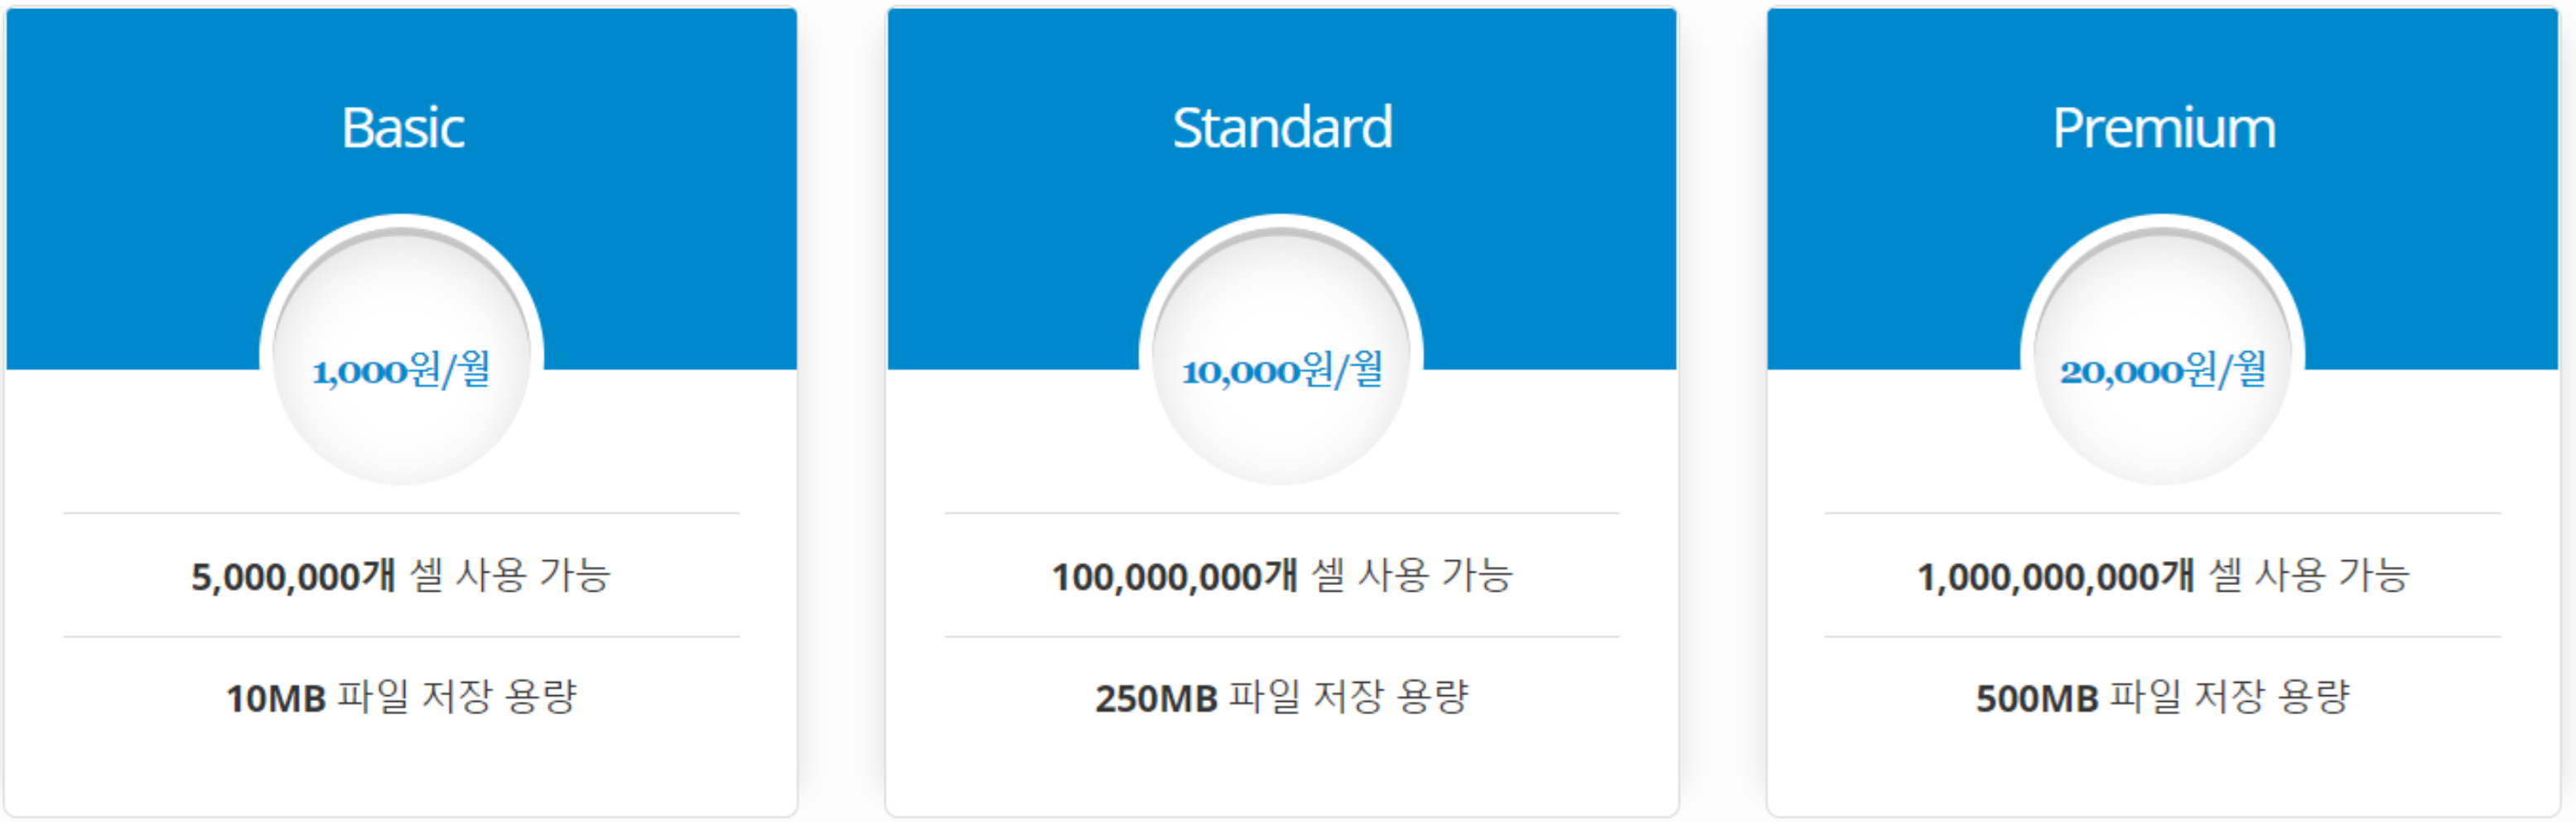 Basic
1,000원/월
5,000,000개 셀 사용 가능
10MB 파일 저장 용량
Standard
10,000원/월
100,000,000개 셀 사용 가능
250MB 파일 저장 용량
Premium
20,000원/월
1,000,000,000개 셀 사용 가능
500MB 파일 저장 용량